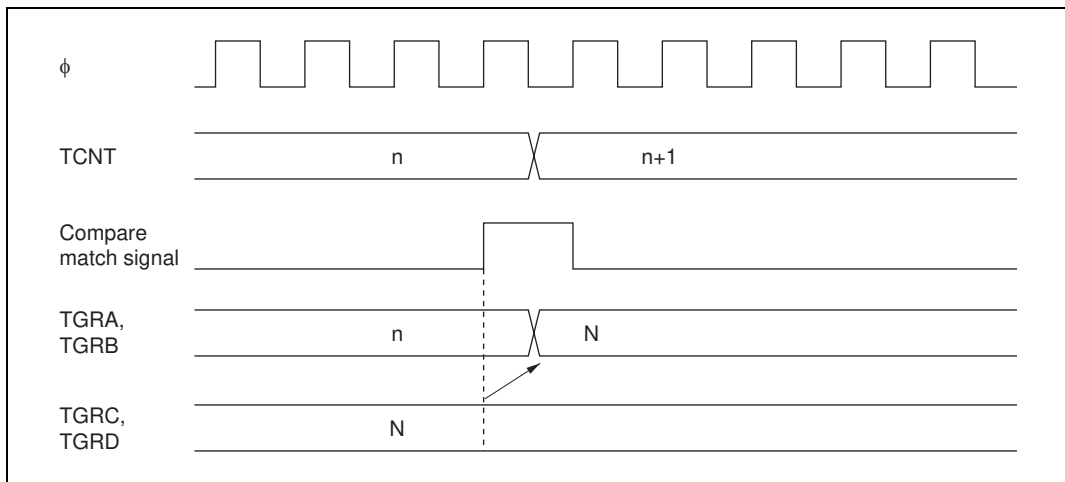 ϕ
TCNT
n
n+1
Compare
match signal
TGRA,
TGRB
n
N
TGRC,
TGRD
N